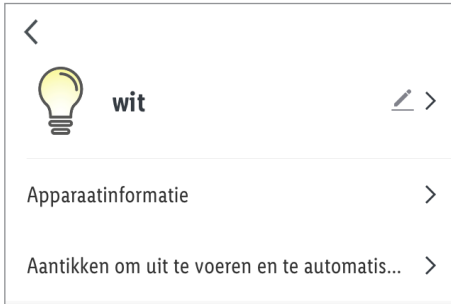 wit
Apparaatinformatie
Aantikken om uit te voeren en te automatis...